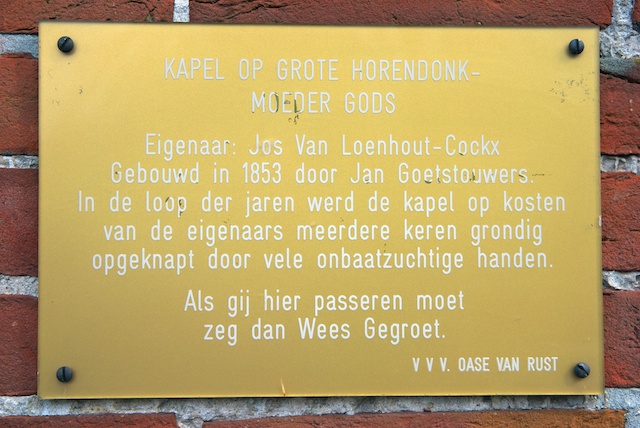 KAPEL OP GROTE HORENDONK-
MOEDER GODS
Eigenaar: Jos Van Loenhout-Cockx
Gebouwd in 1853 door Jan Goetstouwers.
In de loop der jaren werd de kapel op kosten
van de eigenaars meerdere keren grondig
opgeknapt door vele onbaatzuchtige handen.
Als gij hier passeren moet
zeg dan Wees Gegroet.
V V V. OASE VAN RUST